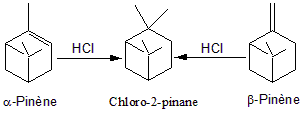 HCl
HCl
α-Pinène
Chloro-2-pinane
β-Pinène